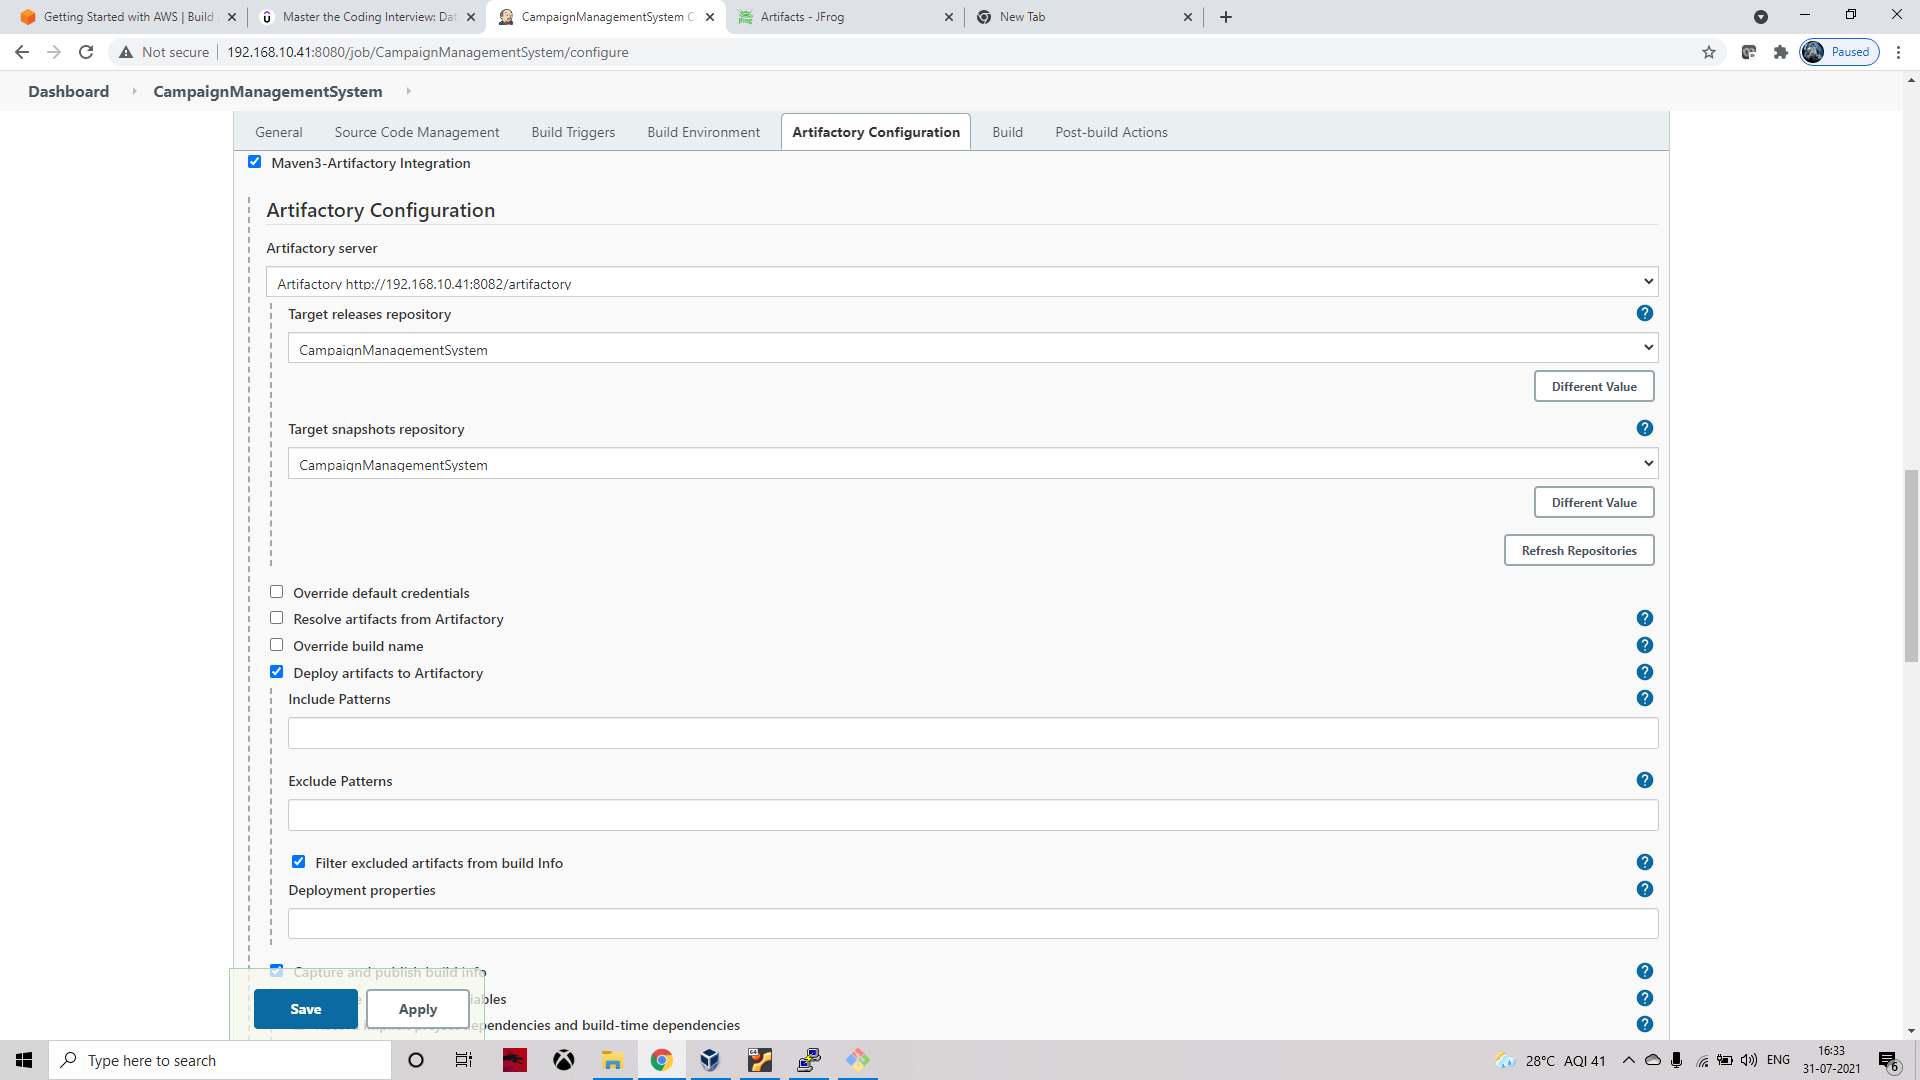 Getting Started with AWS | Build
Master the Coding Interview: Dat
CampaignManagementSystem C
Artifacts - JFrog
New Tab
Not secure
192.168.10.41:8080/job/CampaignManagementSystem/configure
Paused
Dashboard
CampaignManagementSystem
General
Source Code Management
Build Triggers
Build Environment
Artifactory Configuration
Build
Post-build Actions
Maven3-Artifactory Integration
Artifactory Configuration
Artifactory server
Artifactory http://192.168.10.41:8082/artifactory
Target releases repository
?
CampaignManagementSystem
Different Value
Target snapshots repository
?
CampaignManagementSystem
Different Value
Refresh Repositories
Override default credentials
Resolve artifacts from Artifactory
?
Override build name
?
Deploy artifacts to Artifactory
?
Include Patterns
?
Exclude Patterns
?
Filter excluded artifacts from build Info
?
Deployment properties
?
Capture and publish build info
?
Save
Apply
iables
?
ependencies and build-time dependencies
?
Type here to search
28°C AQI 41
ENG
16:33
31-07-2021
6